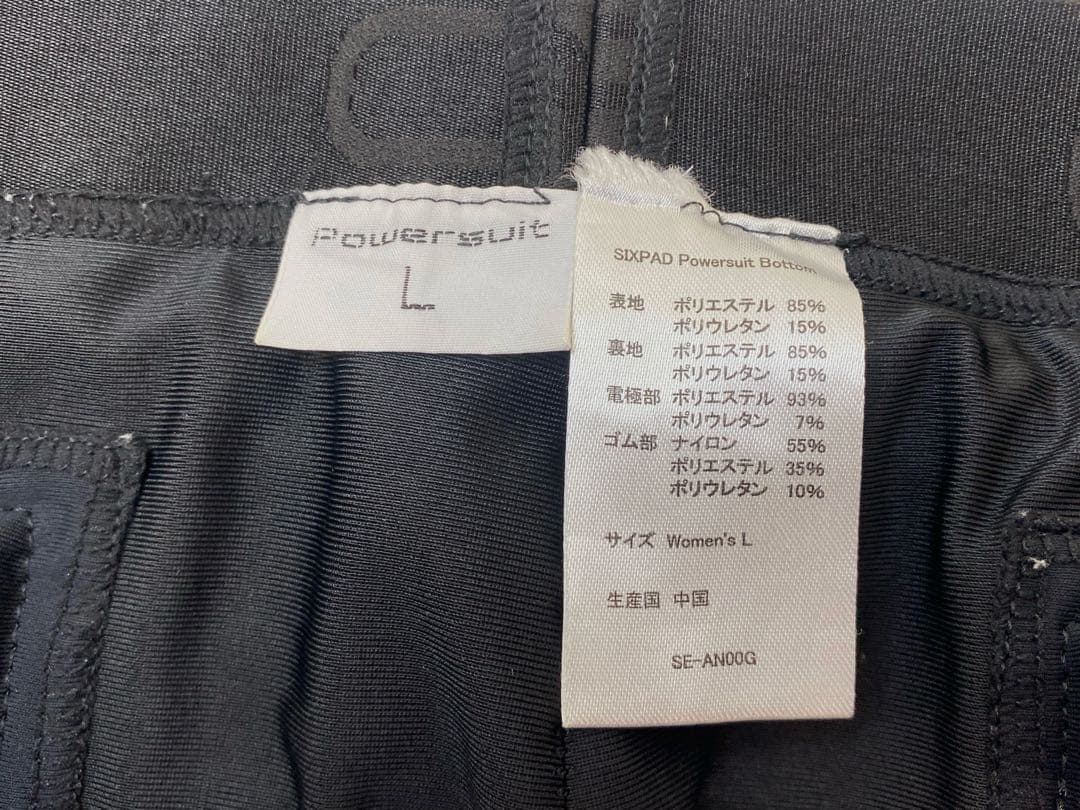 Powersuit
L
SIXPAD Powersuit Bottom
表地 ポリエステル 85%
ポリウレタン 15%
裏地 ポリエステル 85%
ポリウレタン 15%
電極部 ポリエステル 93%
ポリウレタン 7%
ゴム部 ナイロン 55%
ポリエステル 35%
ポリウレタン 10%
サイズ Women's L
生産国 中国
SE-AN00G